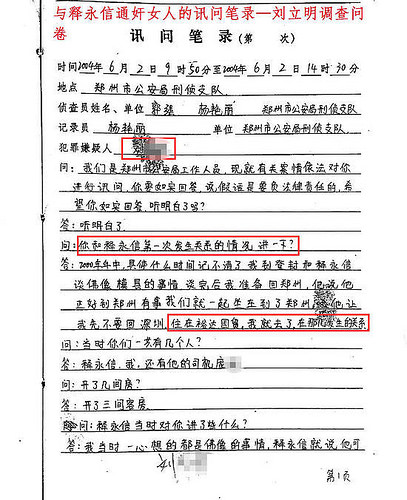 与释永信通奸女人的讯问笔录—刘立明调查问
卷
讯 问 笔 录 (第 次)
时间2004年 6 月 2 日 9 时 50 分至2004年 6 月 2 日 14 时 30 分
地点 郑州市公安局刑侦支队
侦查员姓名、单位 郭强 杨艳丽 郑州市公安局刑侦支队
记录员 杨艳丽 单位 郑州市公安局刑侦支队
犯罪嫌疑人
问: 我们是郑州市公安局工作人员, 现就有关案情依法对你
进行讯问, 你要如实回答, 说假话是要负法律责任的, 希
望你如实回答, 听明白了吗?
答: 听明白了.
问: 你和释永信第一次发生关系的情况 讲一下?
答: 2000年年中, 具体什么时间记不清了 我到登封和释永信
谈佛像 模具的事情 谈完后我准备回郑州, 他说他
正好到郑州有事 我们就一起坐车到了郑州 他让
我先不要回深圳, 住在裕达国贸, 我就去了, 在那儿发生的关系
问: 当时你们一共有几个人?
答: 释永信, 我, 还有他的司机
问: 开了几间房?
答: 开了三间客房.
问: 释永信当时对你讲了些什么?
答: 我当时一心想的都是佛像的事情, 释永信就说他可
第1页